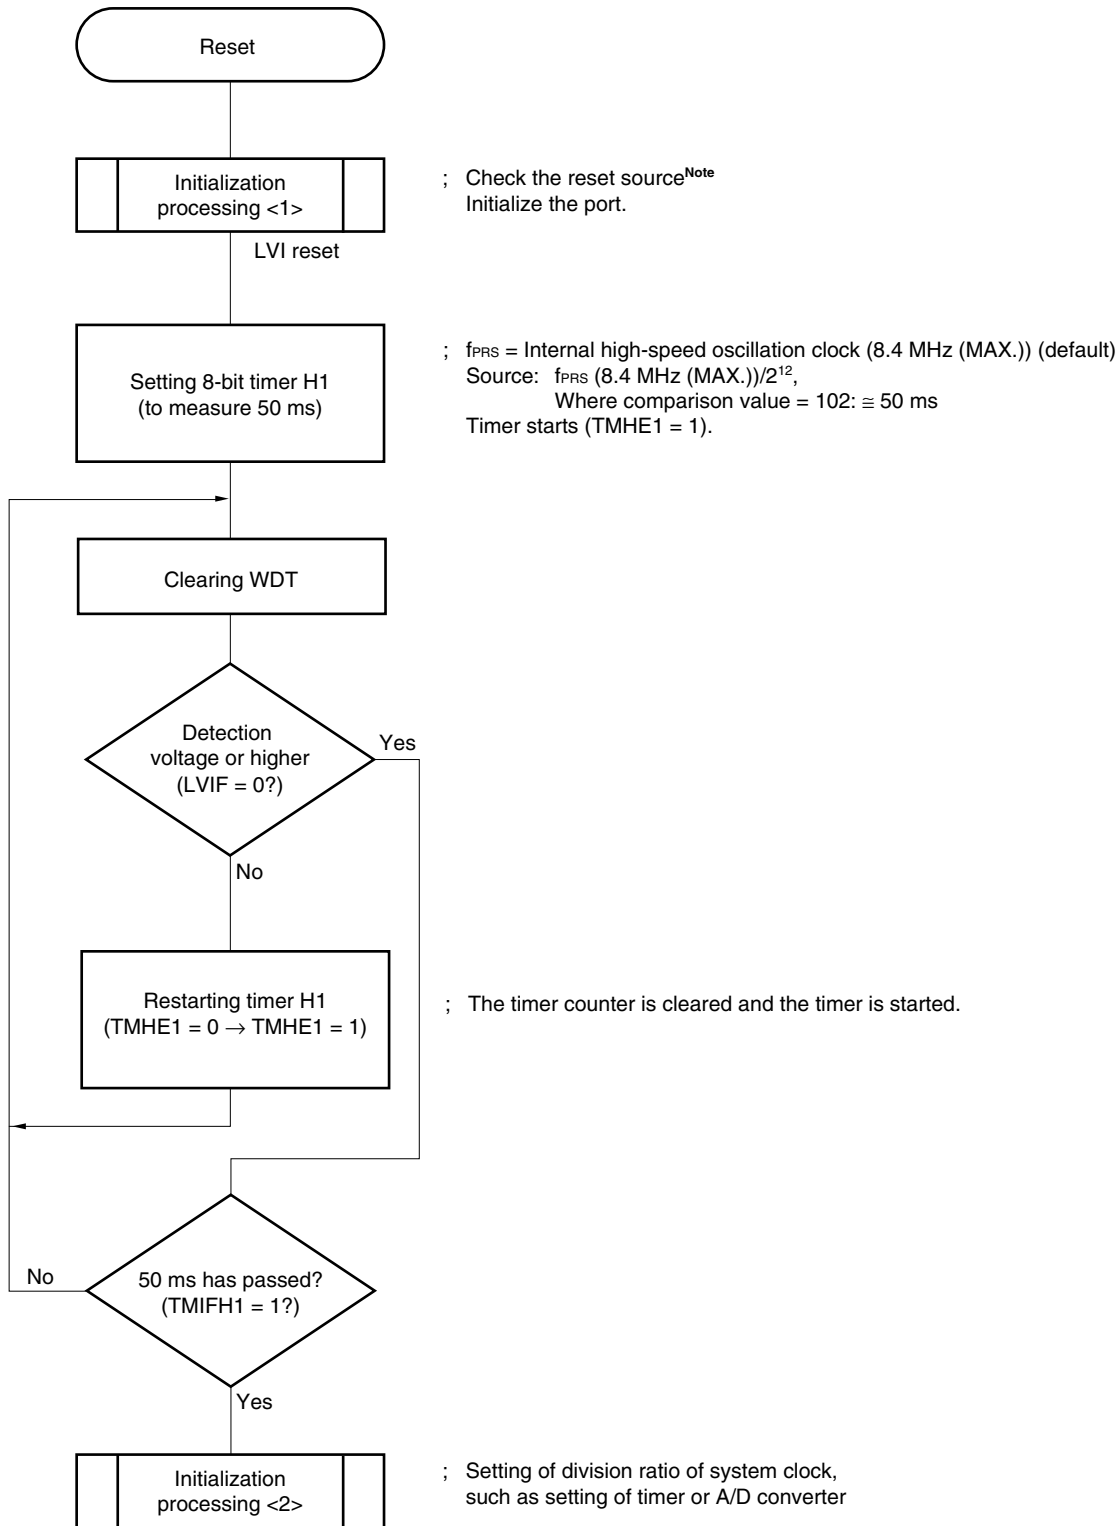 Reset
Initialization
processing <1>
; Check the reset sourceNote
Initialize the port.
LVI reset
Setting 8-bit timer H1
(to measure 50 ms)
; fPRS = Internal high-speed oscillation clock (8.4 MHz (MAX.)) (default)
Source: fPRS (8.4 MHz (MAX.))/2¹²,
Where comparison value = 102: ≅ 50 ms
Timer starts (TMHE1 = 1).
Clearing WDT
Detection
voltage or higher
(LVIF = 0?)
Yes
No
Restarting timer H1
(TMHE1 = 0 → TMHE1 = 1)
; The timer counter is cleared and the timer is started.
No
50 ms has passed?
(TMIFH1 = 1?)
Yes
Initialization
processing <2>
; Setting of division ratio of system clock,
such as setting of timer or A/D converter